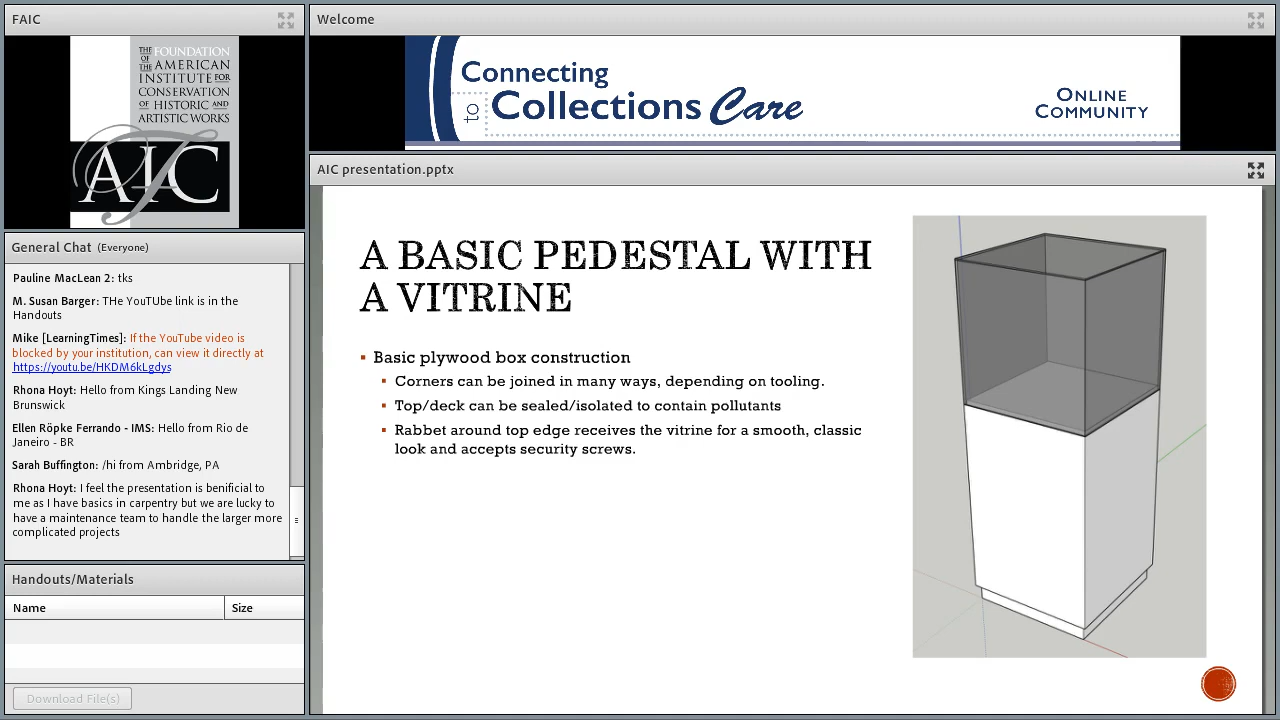 FAIC
THE FOUNDATION
OF THE AMERICAN
INSTITUTE FOR
CONSERVATION
OF HISTORIC AND
ARTISTIC WORKS
AIC
General Chat (Everyone)
Pauline MacLean 2: tks
M. Susan Barger: THe YoUTUbe link is in the
Handouts
Mike [LearningTimes]: If the YouTube video is
blocked by your institution, can view it directly at
https://youtu.be/HKDM6kLgdys
Rhona Hoyt: Hello from Kings Landing New
Brunswick
Ellen Röpke Ferrando - IMS: Hello from Rio de
Janeiro - BR
Sarah Buffington: /hi from Ambridge, PA
Rhona Hoyt: I feel the presentation is benificial to
me as I have basics in carpentry but we are lucky to
have a maintenance team to handle the larger more
complicated projects
Handouts/Materials
Name Size
Download File(s)
Welcome
Connecting
to Collections Care
ONLINE
COMMUNITY
AIC presentation.pptx
A BASIC PEDESTAL WITH
A VITRINE
Basic plywood box construction
Corners can be joined in many ways, depending on tooling.
Top/deck can be sealed/isolated to contain pollutants
Rabbet around top edge receives the vitrine for a smooth, classic
look and accepts security screws.